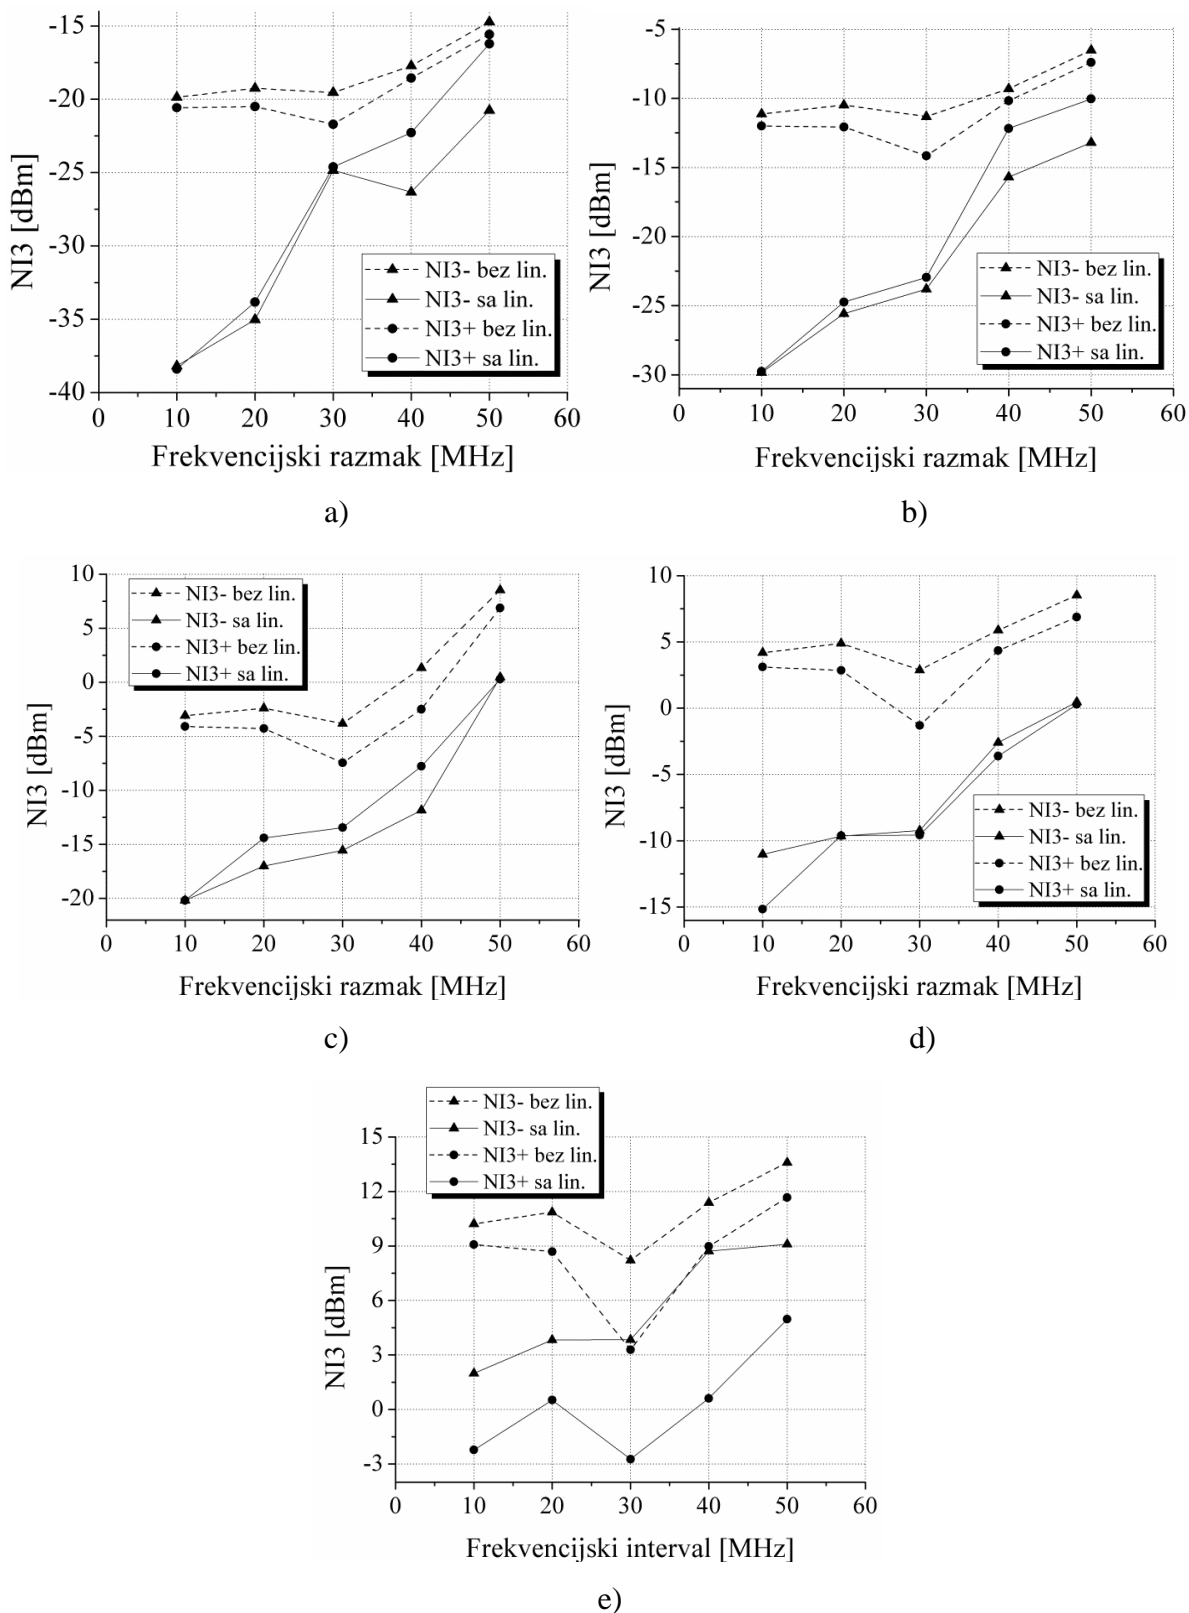 -15
-20
-25
-30
-35
-40
NI3 [dBm]
NI3- bez lin.
NI3- sa lin.
NI3+ bez lin.
NI3+ sa lin.
0 10 20 30 40 50 60
Frekvencijski razmak [MHz]
a)
-5
-10
-15
-20
-25
-30
NI3 [dBm]
NI3- bez lin.
NI3- sa lin.
NI3+ bez lin.
NI3+ sa lin.
0 10 20 30 40 50 60
Frekvencijski razmak [MHz]
b)
10
5
0
-5
-10
-15
-20
NI3 [dBm]
NI3- bez lin.
NI3- sa lin.
NI3+ bez lin.
NI3+ sa lin.
0 10 20 30 40 50 60
Frekvencijski razmak [MHz]
c)
10
5
0
-5
-10
-15
NI3 [dBm]
NI3- bez lin.
NI3- sa lin.
NI3+ bez lin.
NI3+ sa lin.
0 10 20 30 40 50 60
Frekvencijski razmak [MHz]
d)
NI3- bez lin.
NI3- sa lin.
NI3+ bez lin.
NI3+ sa lin.
15
12
9
6
3
0
-3
NI3 [dBm]
0 10 20 30 40 50 60
Frekvencijski interval [MHz]
e)